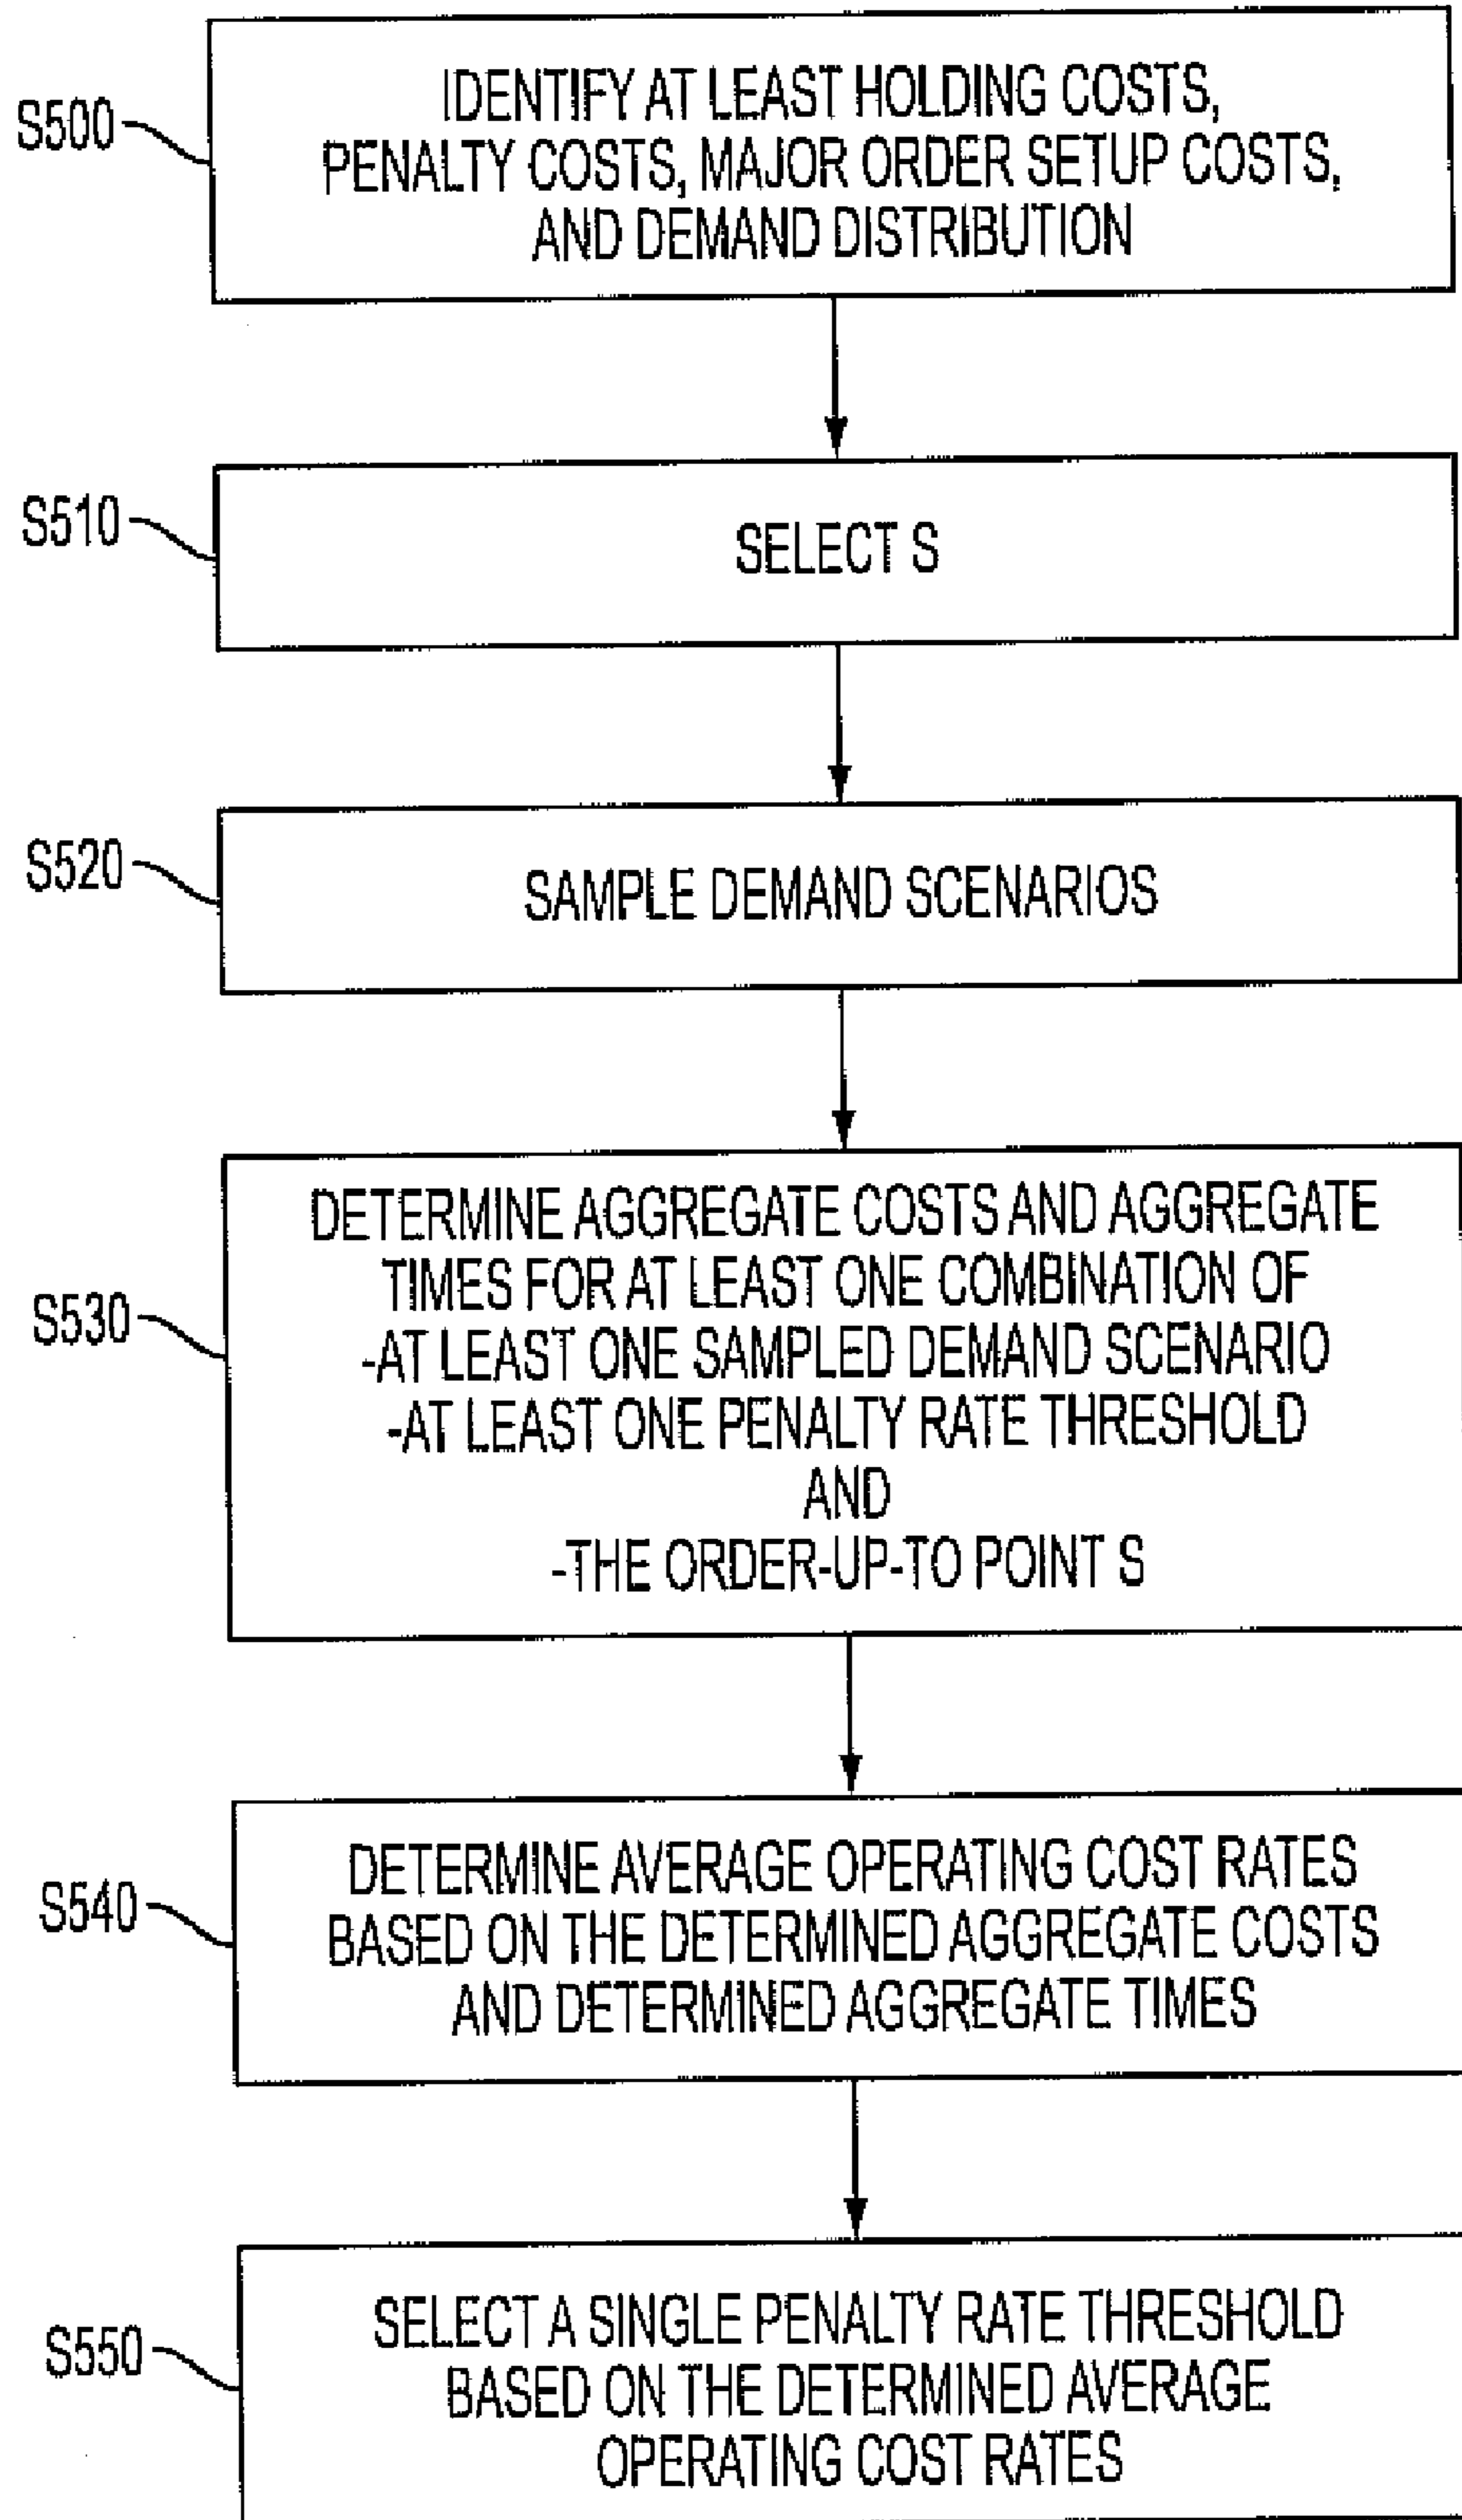 S500
IDENTIFY AT LEAST HOLDING COSTS,
PENALTY COSTS, MAJOR ORDER SETUP COSTS,
AND DEMAND DISTRIBUTION
S510
SELECT S
S520
SAMPLE DEMAND SCENARIOS
S530
DETERMINE AGGREGATE COSTS AND AGGREGATE
TIMES FOR AT LEAST ONE COMBINATION OF
-AT LEAST ONE SAMPLED DEMAND SCENARIO
-AT LEAST ONE PENALTY RATE THRESHOLD
AND
-THE ORDER-UP-TO POINT S
S540
DETERMINE AVERAGE OPERATING COST RATES
BASED ON THE DETERMINED AGGREGATE COSTS
AND DETERMINED AGGREGATE TIMES
S550
SELECT A SINGLE PENALTY RATE THRESHOLD
BASED ON THE DETERMINED AVERAGE
OPERATING COST RATES